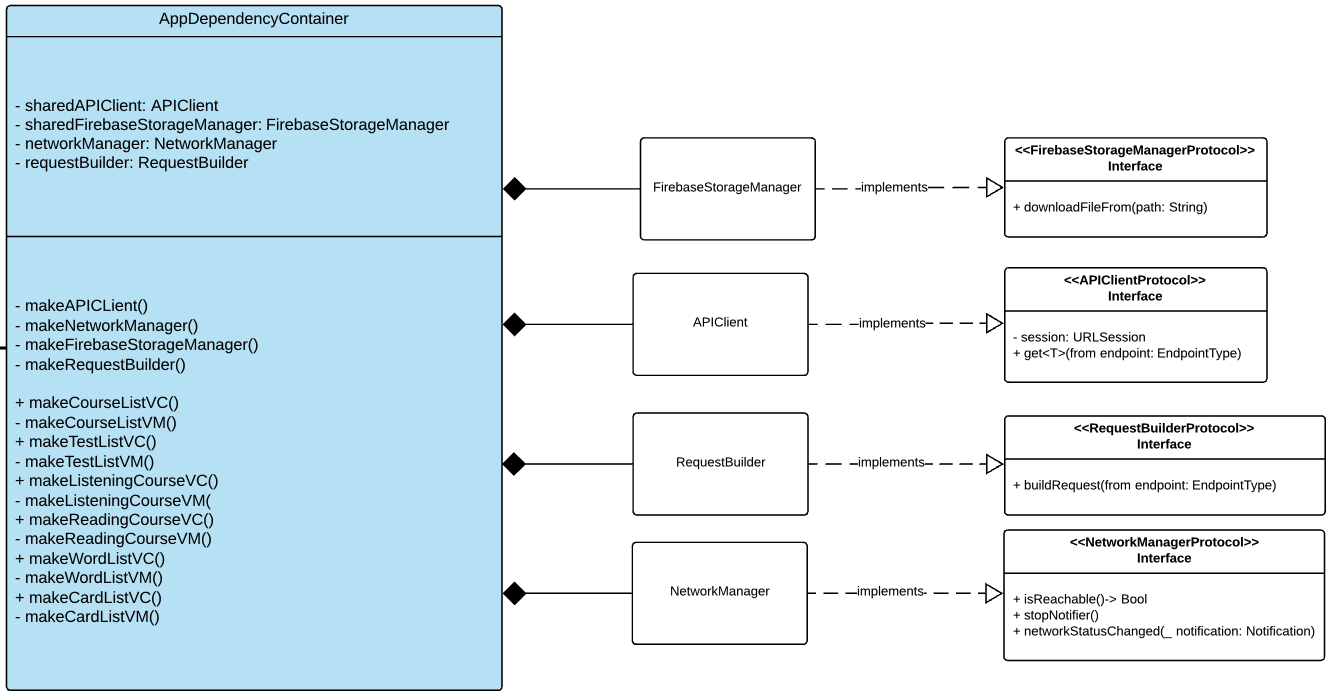 AppDependencyContainer
- sharedAPIClient: APIClient
- sharedFirebaseStorageManager: FirebaseStorageManager
- networkManager: NetworkManager
- requestBuilder: RequestBuilder
- makeAPICLient()
- makeNetworkManager()
- makeFirebaseStorageManager()
- makeRequestBuilder()
+ makeCourseListVC()
- makeCourseListVM()
+ makeTestListVC()
- makeTestListVM()
+ makeListeningCourseVC()
- makeListeningCourseVM(
+ makeReadingCourseVC()
- makeReadingCourseVM()
+ makeWordListVC()
- makeWordListVM()
+ makeCardListVC()
- makeCardListVM()
FirebaseStorageManager
implements
<<FirebaseStorageManagerProtocol>>
Interface
+ downloadFileFrom(path: String)
APIClient
implements
<<APIClientProtocol>>
Interface
- session: URLSession
+ get<T>(from endpoint: EndpointType)
RequestBuilder
implements
<<RequestBuilderProtocol>>
Interface
+ buildRequest(from endpoint: EndpointType)
NetworkManager
implements
<<NetworkManagerProtocol>>
Interface
+ isReachable()-> Bool
+ stopNotifier()
+ networkStatusChanged(_ notification: Notification)